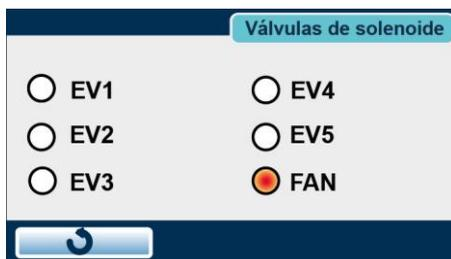 Válvulas de solenoide
EV1
EV2
EV3
EV4
EV5
FAN